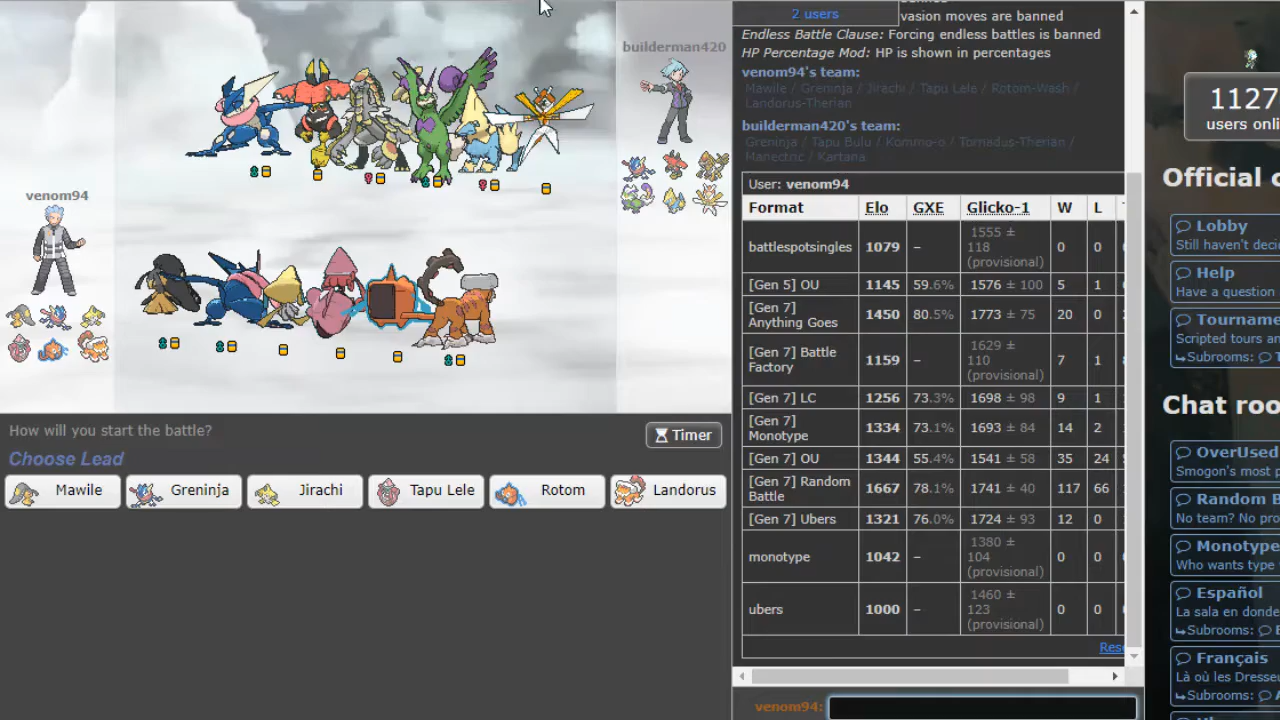 builderman420
venom94
How will you start the battle?
Timer
Choose Lead
Mawile
Greninja
Jirachi
Tapu Lele
Rotom
Landorus
2 users
vasion moves are banned
Endless Battle Clause: Forcing endless battles is banned
HP Percentage Mod: HP is shown in percentages
venom94's team:
Mawile / Greninja / Jirachi / Tapu Lele / Rotom-Wash /
Landorus-Therian
builderman420's team:
Greninja / Tapu Bulu / Kommo-o / Tornadus-Therian /
Manectric / Kartana
User: venom94
Format Elo GXE Glicko-1 W L
battlespotsingles 1079 – 1555 ± 118 (provisional) 0 0
[Gen 5] OU 1145 59.6% 1576 ± 100 5 1
[Gen 7] Anything Goes 1450 80.5% 1773 ± 75 20 0
[Gen 7] Battle Factory 1159 – 1629 ± 110 (provisional) 7 1
[Gen 7] LC 1256 73.3% 1698 ± 98 9 1
[Gen 7] Monotype 1334 73.1% 1693 ± 84 14 2
[Gen 7] OU 1344 55.4% 1541 ± 58 35 24
[Gen 7] Random Battle 1667 78.1% 1741 ± 40 117 66
[Gen 7] Ubers 1321 76.0% 1724 ± 93 12 0
monotype 1042 – 1380 ± 104 (provisional) 0 0
ubers 1000 – 1460 ± 123 (provisional) 0 0
Res
venom94:
1127
users online
Official c
Lobby
Still haven't deci
Help
Have a question
Tourname
Scripted tours an
Subrooms:
Chat roo
OverUsed
Smogon's most p
Random B
No team? No pro
Monotype
Who wants type
Español
La sala en donde
Subrooms:
Français
Là où les Dresse
Subrooms: